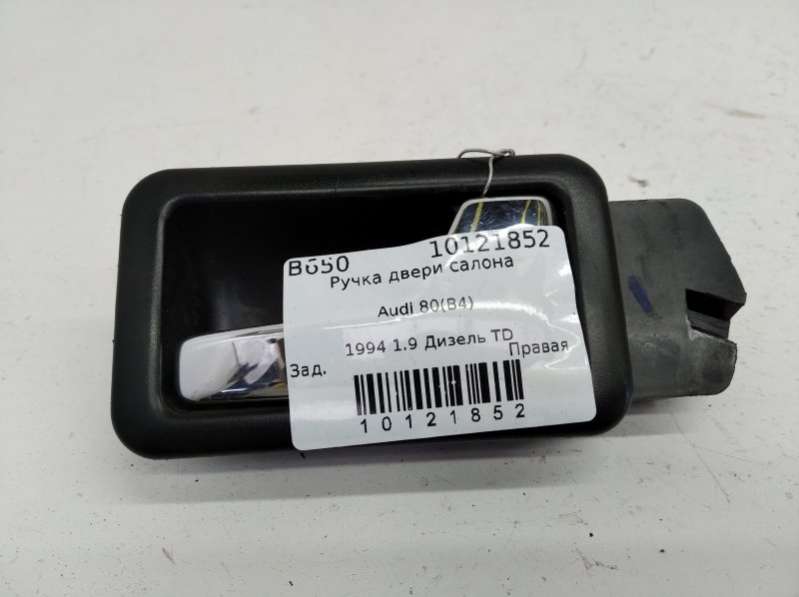 B650 10121852
Ручка двери салона
Audi 80(B4)
1994 1.9 Дизель TD
Зад. Правая
10121852